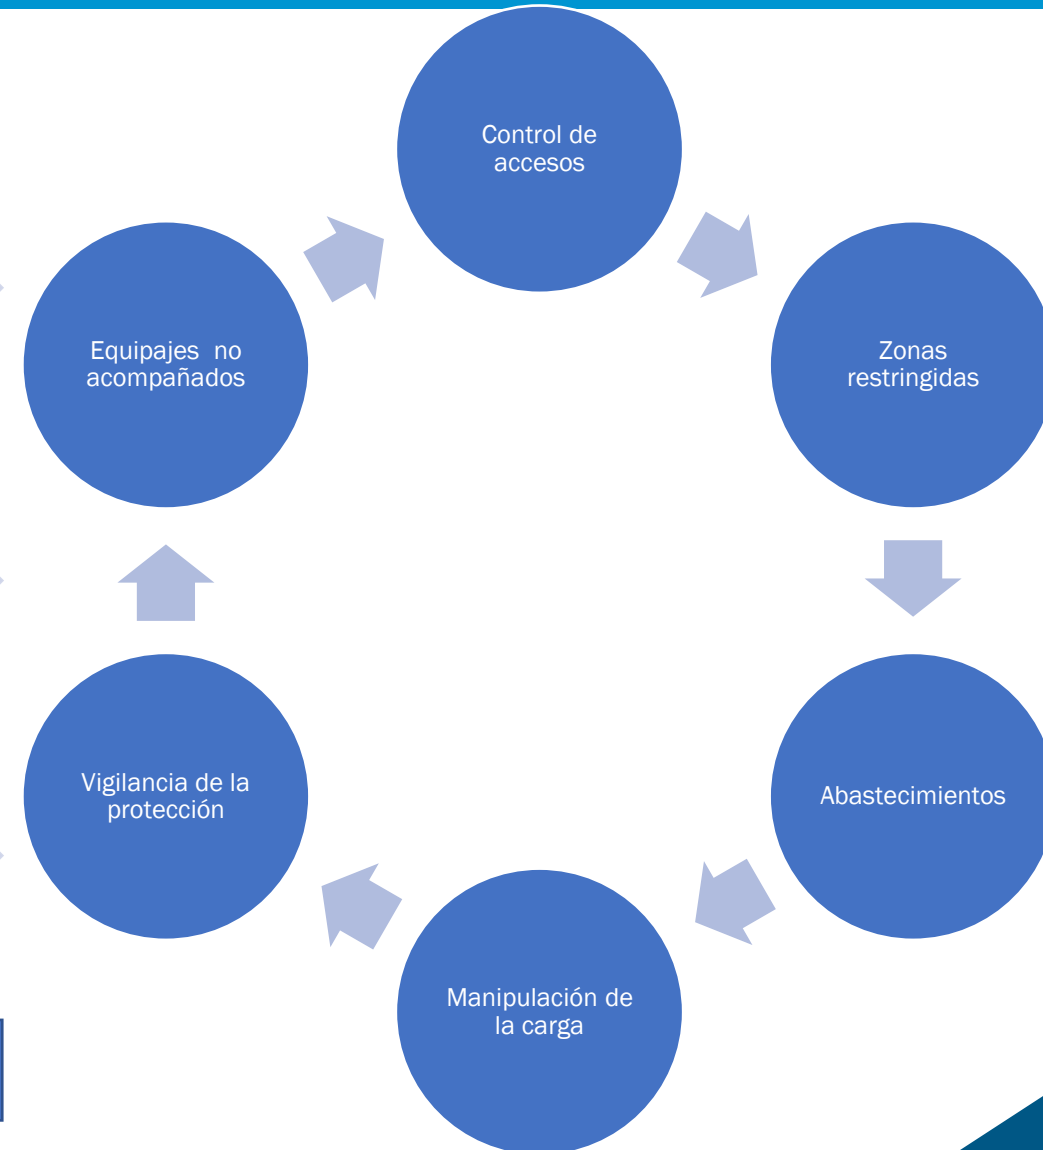 Control de
accesos
Zonas
restringidas
Abastecimientos
Manipulación de
la carga
Vigilancia de la
protección
Equipajes no
acompañados